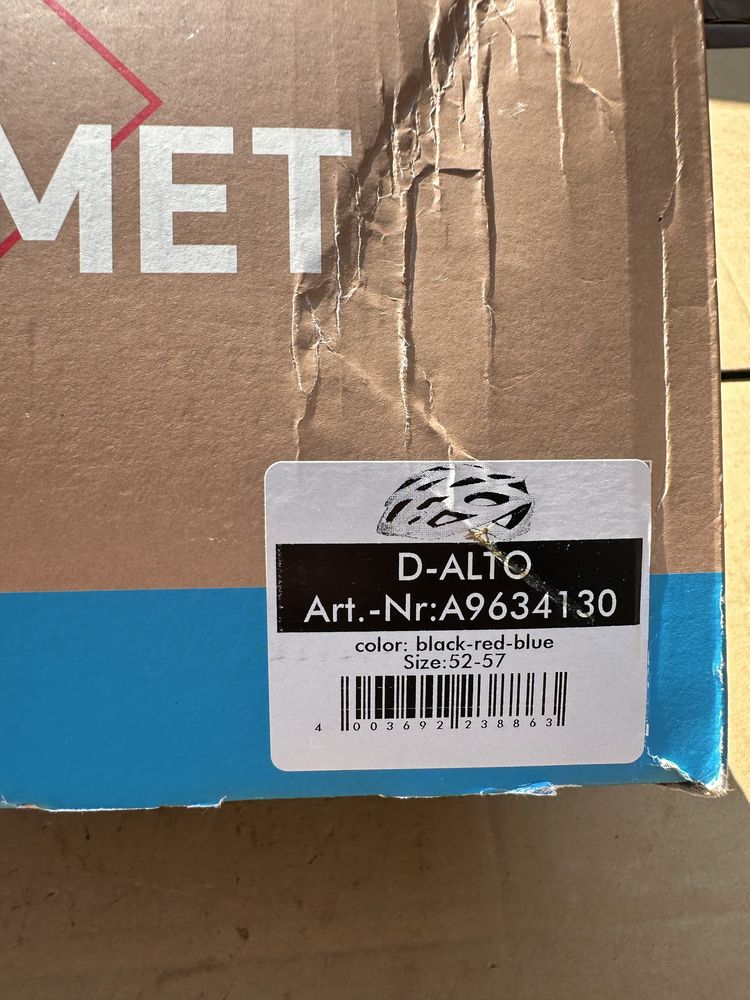 MET
D-ALTO
Art.-Nr:A9634130
color: black-red-blue
Size:52-57
4 003692 238863